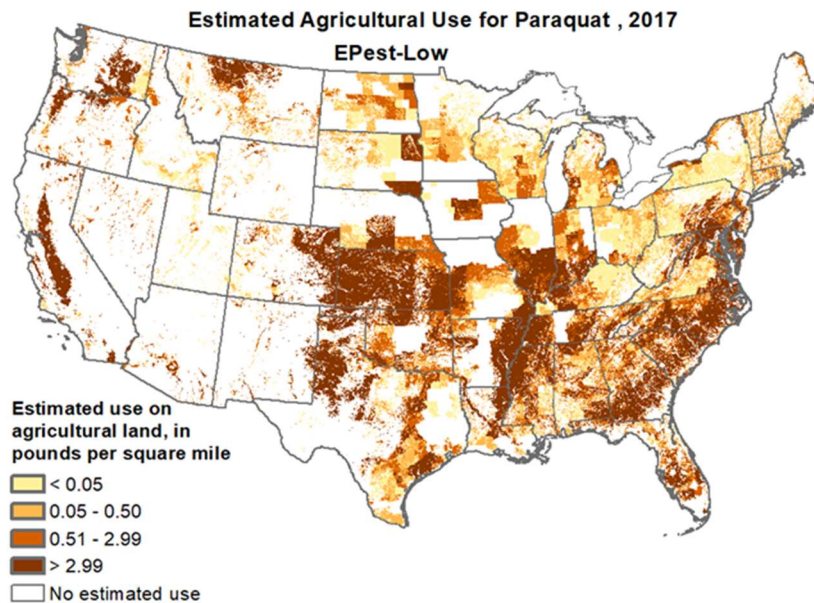 Estimated Agricultural Use for Paraquat , 2017
EPest-Low
Estimated use on
agricultural land, in
pounds per square mile
< 0.05
0.05 - 0.50
0.51 - 2.99
> 2.99
No estimated use